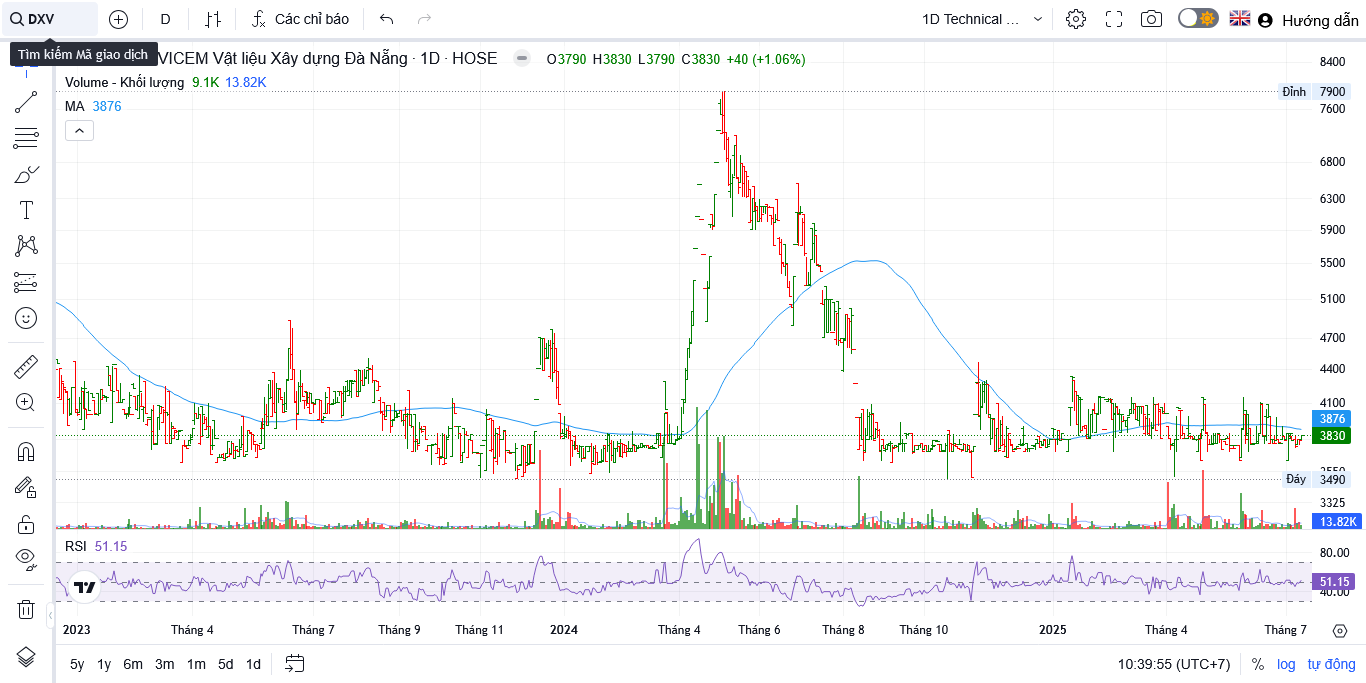 DXV D Các chỉ báo 1D Technical ... Hướng dẫn
Tìm kiếm Mã giao dịch
VICEM Vật liệu Xây dựng Đà Nẵng · 1D · HOSE O3790 H3830 L3790 C3830 +40 (+1.06%)
Volume - Khối lượng 9.1K 13.82K
MA 3876
8400
Đỉnh 7900
7600
6800
6300
5900
5500
5100
4700
4400
4100
3876
3830
3550
Đáy 3490
3325
13.82K
RSI 51.15
80.00
51.15
40.00
2023 Tháng 4 Tháng 7 Tháng 9 Tháng 11 2024 Tháng 4 Tháng 6 Tháng 8 Tháng 10 2025 Tháng 4 Tháng 7
5y 1y 6m 3m 1m 5d 1d 10:39:55 (UTC+7) % log tự động